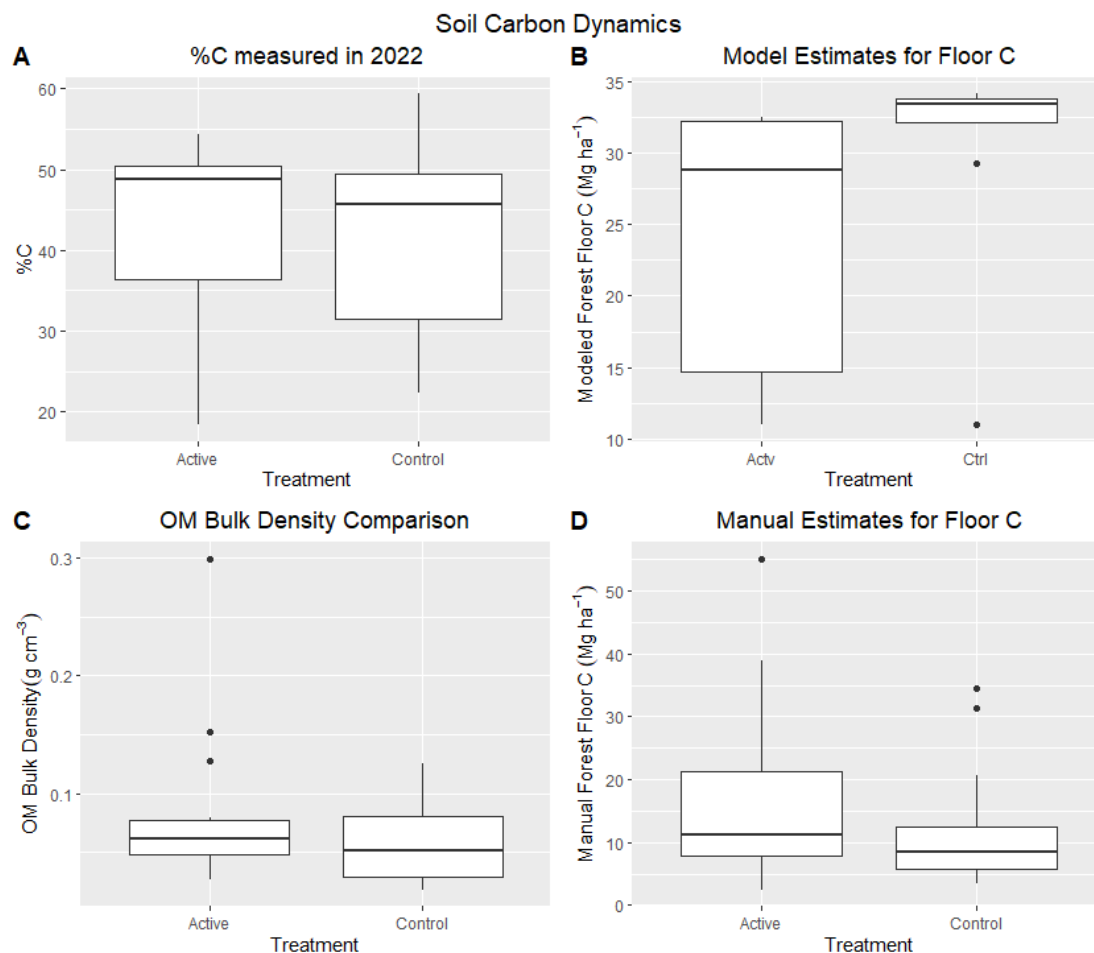 Soil Carbon Dynamics
A
%C measured in 2022
%C
60
50
40
30
20
Active
Control
Treatment
B
Model Estimates for Floor C
Modeled Forest Floor C (Mg ha⁻¹)
35
30
25
20
15
10
Actv
Ctrl
Treatment
C
OM Bulk Density Comparison
OM Bulk Density(g cm⁻³)
0.3
0.2
0.1
Active
Control
Treatment
D
Manual Estimates for Floor C
Manual Forest Floor C (Mg ha⁻¹)
50
40
30
20
10
0
Active
Control
Treatment